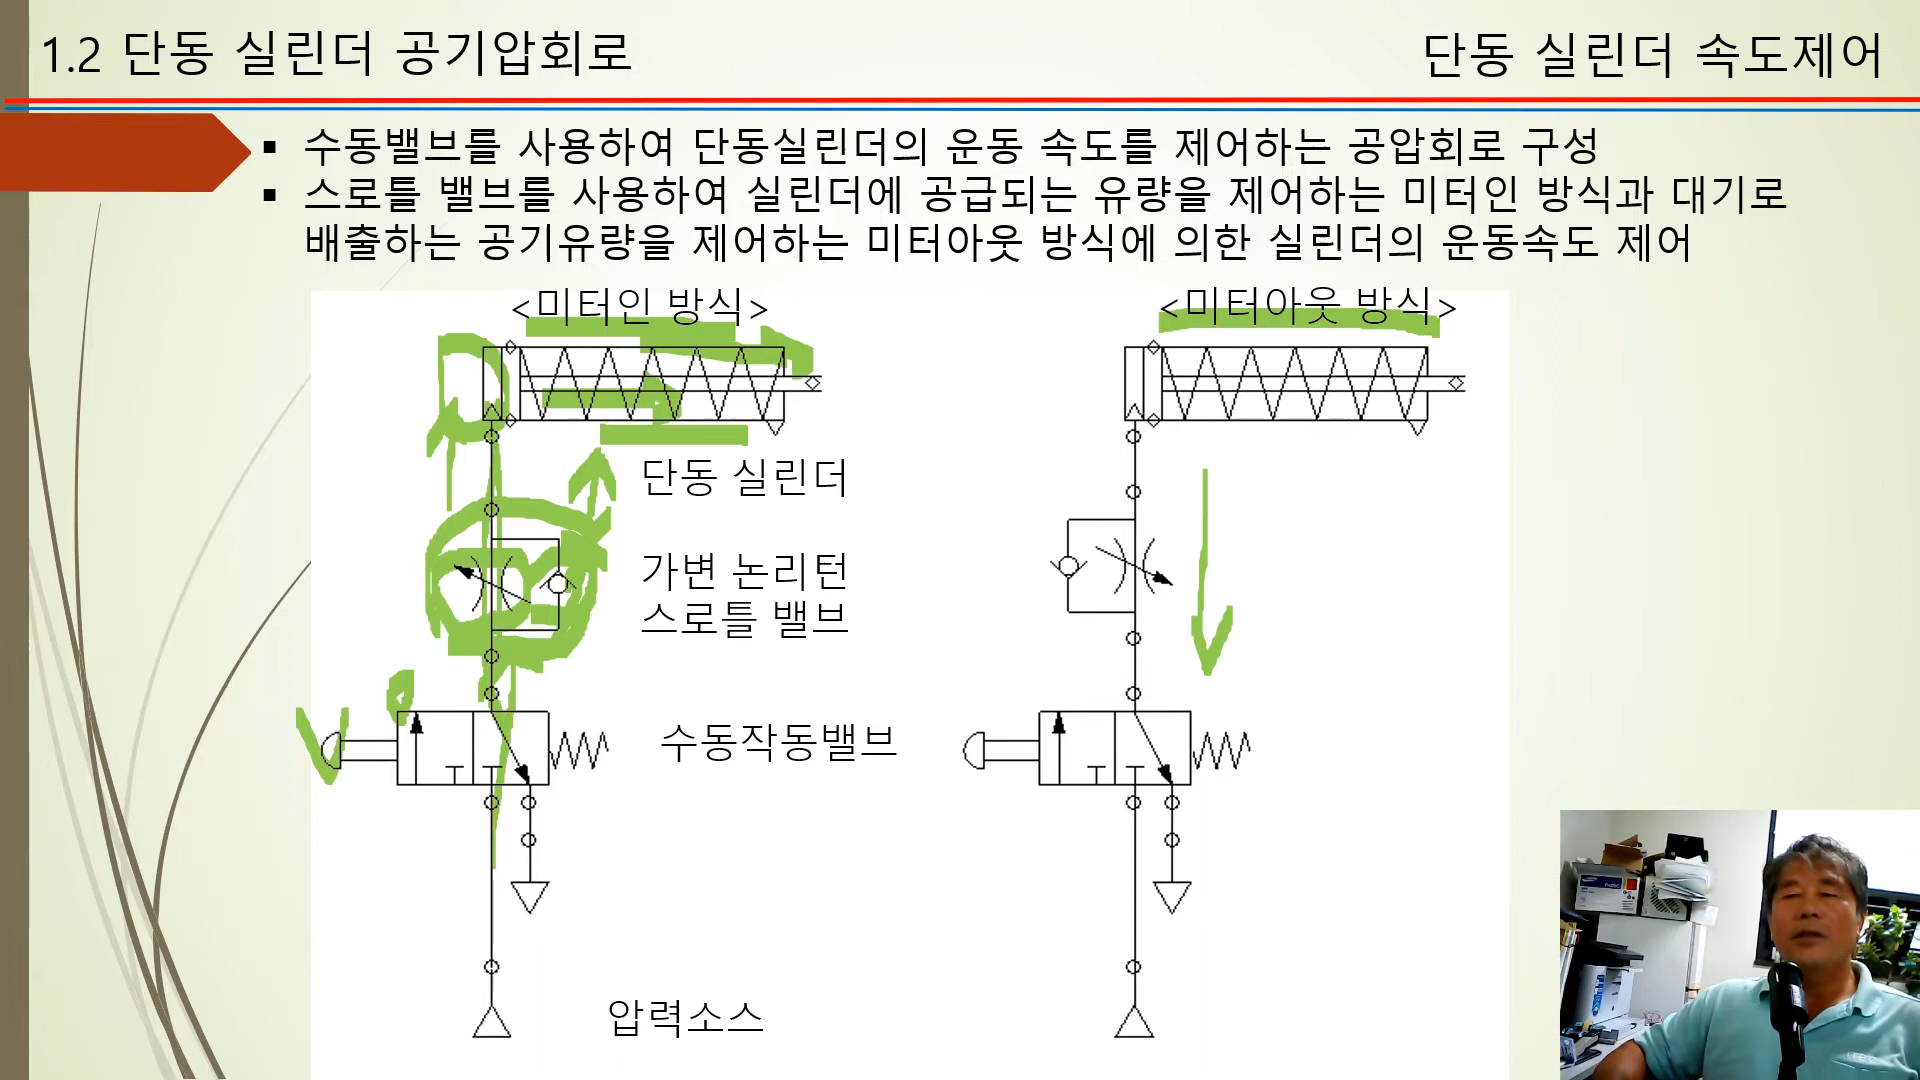 1.2 단동 실린더 공기압회로
단동 실린더 속도제어
▪ 수동밸브를 사용하여 단동실린더의 운동 속도를 제어하는 공압회로 구성
▪ 스로틀 밸브를 사용하여 실린더에 공급되는 유량을 제어하는 미터인 방식과 대기로
배출하는 공기유량을 제어하는 미터아웃 방식에 의한 실린더의 운동속도 제어
<미터인 방식>
<미터아웃 방식>
단동 실린더
가변 논리턴
스로틀 밸브
수동작동밸브
압력소스